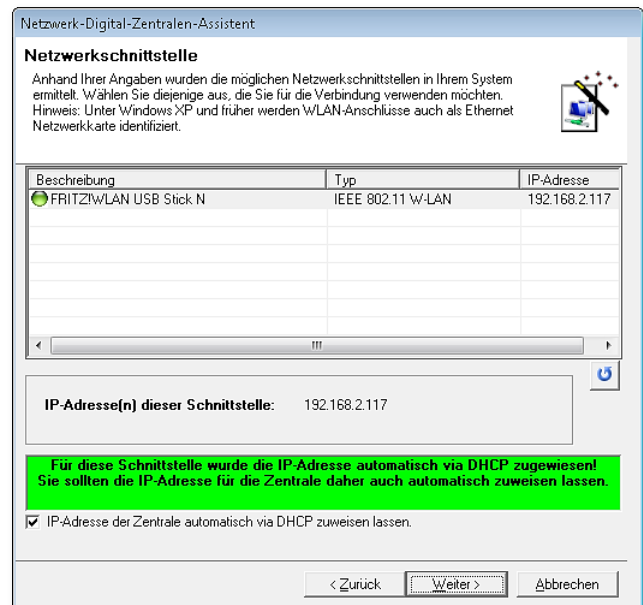 Netzwerk-Digital-Zentralen-Assistent
Netzwerkschnittstelle
Anhand Ihrer Angaben wurden die möglichen Netzwerkschnittstellen in Ihrem System
ermittelt. Wählen Sie diejenige aus, die Sie für die Verbindung verwenden möchten.
Hinweis: Unter Windows XP und früher werden WLAN-Anschlüsse auch als Ethernet
Netzwerkkarte identifiziert.
Beschreibung Typ IP-Adresse
FRITZ!WLAN USB Stick N IEEE 802.11 W-LAN 192.168.2.117
IP-Adresse(n) dieser Schnittstelle: 192.168.2.117
Für diese Schnittstelle wurde die IP-Adresse automatisch via DHCP zugewiesen!
Sie sollten die IP-Adresse für die Zentrale daher auch automatisch zuweisen lassen.
IP-Adresse der Zentrale automatisch via DHCP zuweisen lassen.
< Zurück Weiter > Abbrechen